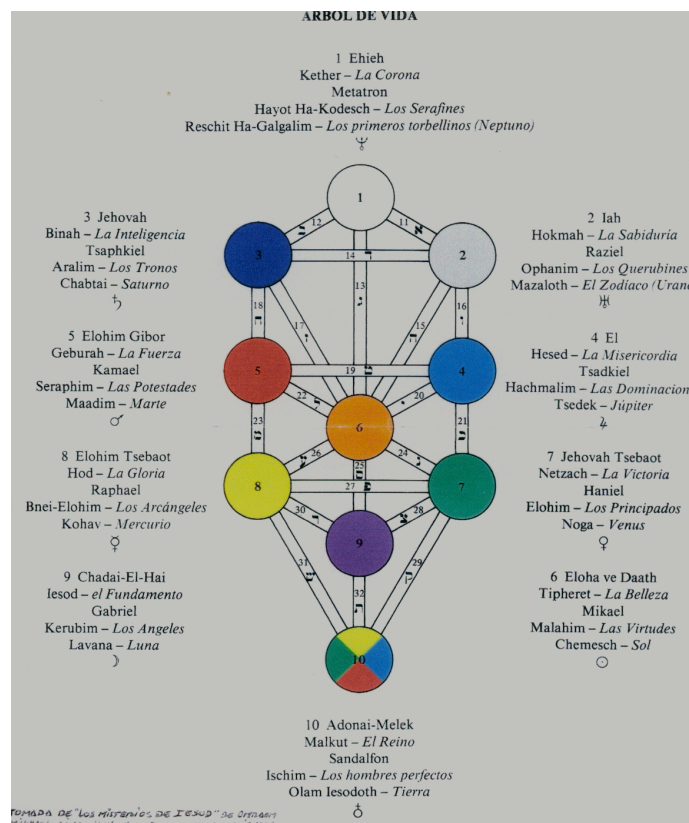 ARBOL DE VIDA
1 Ehieh
Kether – La Corona
Metatron
Hayot Ha-Kodesch – Los Serafines
Reschit Ha-Galgalim – Los primeros torbellinos (Neptuno)
♆
3 Jehovah
Binah – La Inteligencia
Tsaphkiel
Aralim – Los Tronos
Chabtai – Saturno
♄
2 Iah
Hokmah – La Sabiduría
Raziel
Ophanim – Los Querubines
Mazaloth – El Zodíaco (Uran
♅
5 Elohim Gibor
Geburah – La Fuerza
Kamael
Seraphim – Las Potestades
Maadim – Marte
♂
4 El
Hesed – La Misericordia
Tsadkiel
Hachmalim – Las Dominacion
Tsedek – Júpiter
♃
8 Elohim Tsebaot
Hod – La Gloria
Raphael
Bnei-Elohim – Los Arcángeles
Kohav – Mercurio
☿
7 Jehovah Tsebaot
Netzach – La Victoria
Haniel
Elohim – Los Principados
Noga – Venus
♀
9 Chadai-El-Hai
Iesod – el Fundamento
Gabriel
Kerubim – Los Angeles
Lavana – Luna
☽
6 Eloha ve Daath
Tipheret – La Belleza
Mikael
Malahim – Las Virtudes
Chemesch – Sol
☉
1
12 ב
11 א
3
14 ד
2
13
18 ה
17
15
16 ו
5
19 ט
4
22
20 י
6
23
21
26 ע
24 נ
25 ס
8
27 פ
7
30 ר
28 צ
9
31 ש
29 ק
32 ת
10
10 Adonai-Melek
Malkut – El Reino
Sandalfon
Ischim – Los hombres perfectos
Olam Iesodoth – Tierra
♁
TOMADA DE "LOS MISTERIOS DE IESUD" DE